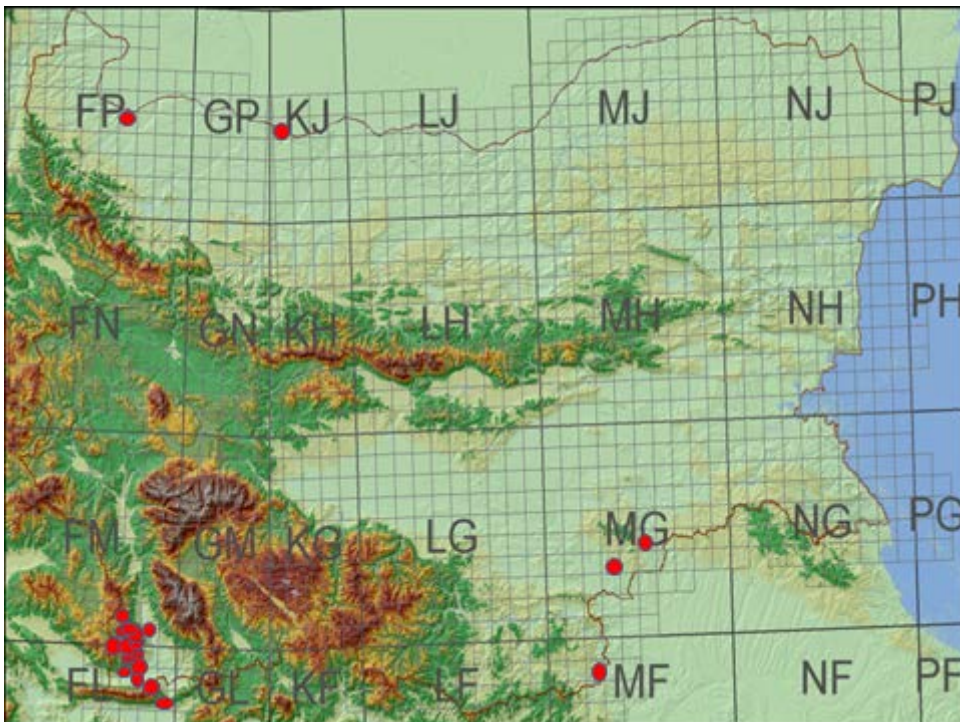 FP GP KJ LJ MJ NJ PJ
FN GN KH LH MH NH PH
FM GM KG LG MG NG PG
FL GL KF LF MF NF PF